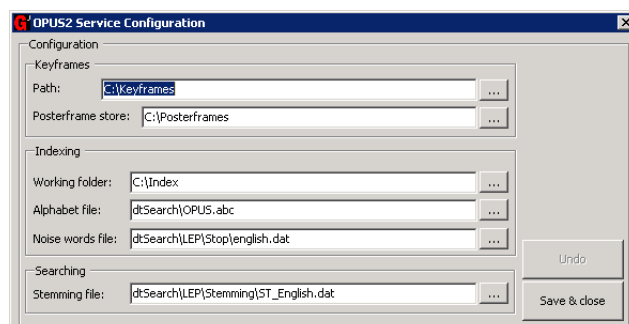 OPUS2 Service Configuration
Configuration
Keyframes
Path: C:\Keyframes ...
Posterframe store: C:\Posterframes ...
Indexing
Working folder: C:\Index ...
Alphabet file: dtSearch\OPUS.abc ...
Noise words file: dtSearch\LEP\Stop\english.dat ...
Undo
Searching
Stemming file: dtSearch\LEP\Stemming\ST_English.dat ...
Save & close